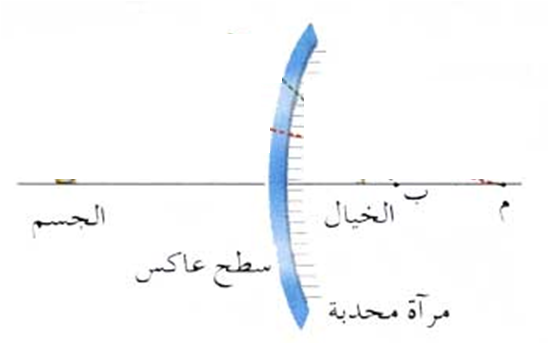 م
ب
الخيال
الجسم
سطح عاكس
مرآة محدبة